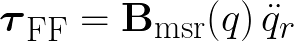 𝝉_FF = 𝐁_msr(q) q̈_r